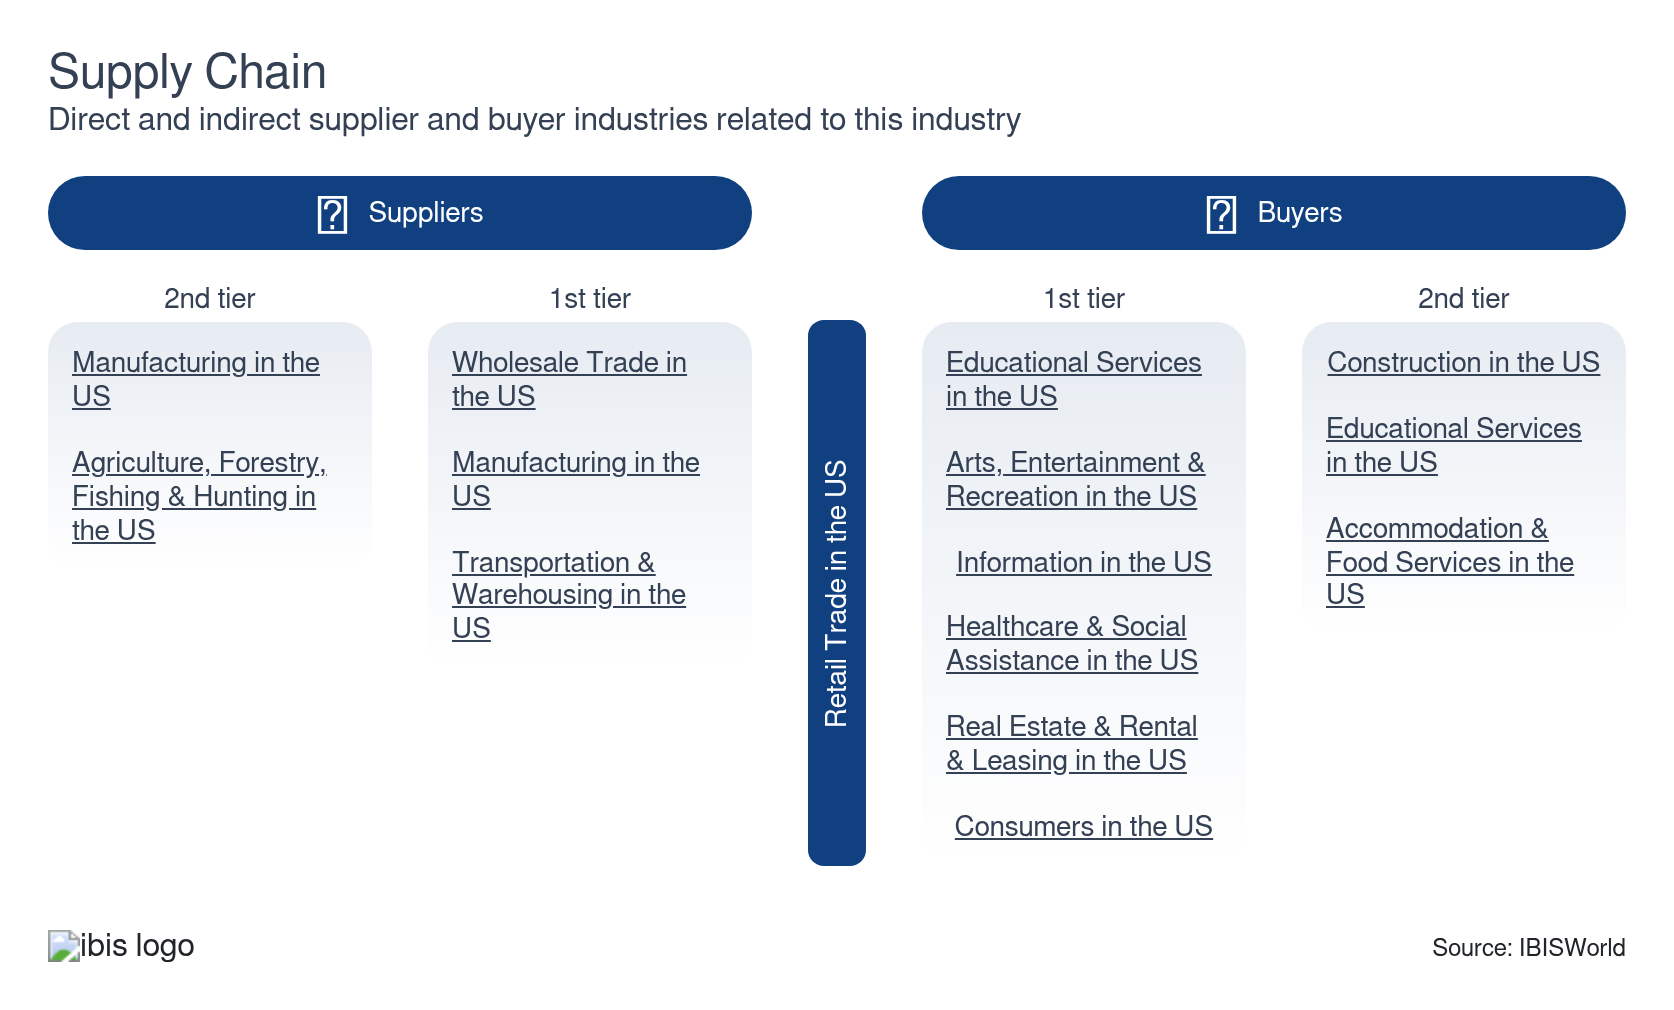 Supply Chain
Direct and indirect supplier and buyer industries related to this industry
Suppliers
2nd tier
Manufacturing in the
US
Agriculture, Forestry,
Fishing & Hunting in
the US
1st tier
Wholesale Trade in
the US
Manufacturing in the
US
Transportation &
Warehousing in the
US
Retail Trade in the US
Buyers
1st tier
Educational Services
in the US
Arts, Entertainment &
Recreation in the US
Information in the US
Healthcare & Social
Assistance in the US
Real Estate & Rental
& Leasing in the US
Consumers in the US
2nd tier
Construction in the US
Educational Services
in the US
Accommodation &
Food Services in the
US
ibis logo
Source: IBISWorld